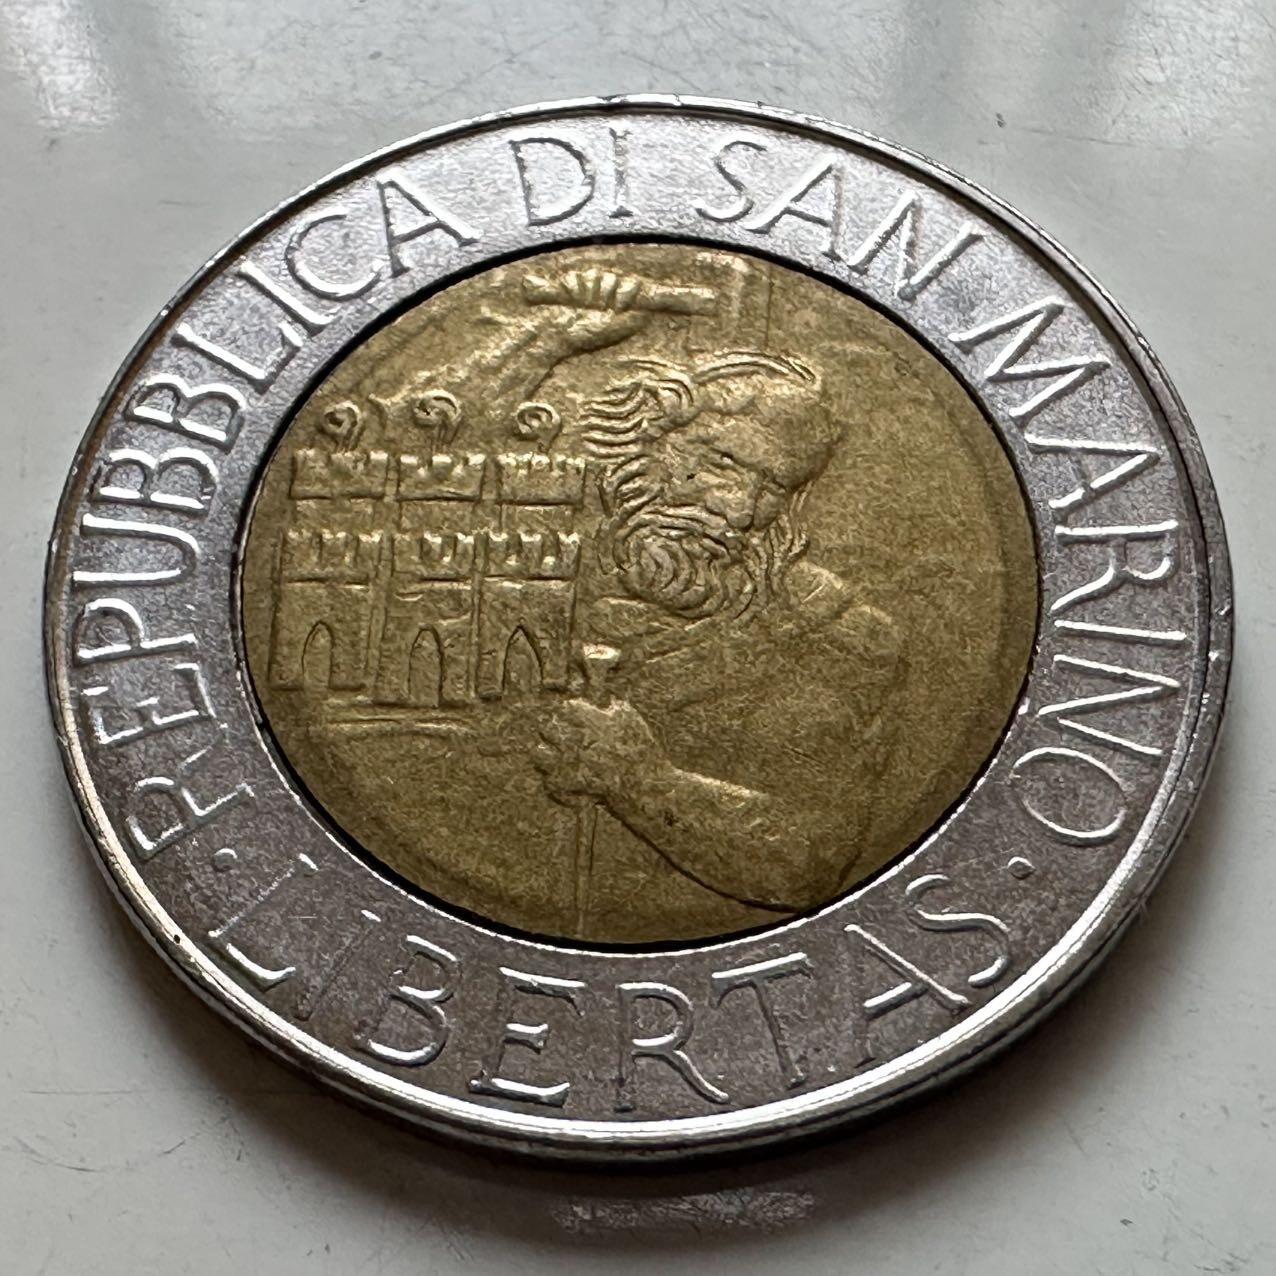 REPUBBLICA DI SAN MARINO
· LIBERTAS ·